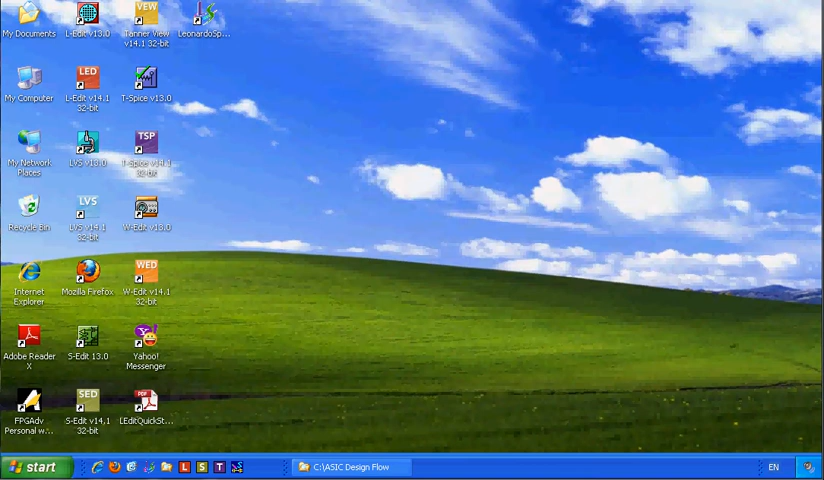 My Documents
L-Edit v13.0
VEW
Tanner View
v14.1 32-bit
LeonardoSp...
My Computer
LED
L-Edit v14.1
32-bit
T-Spice v13.0
My Network
Places
LVS v13.0
TSP
T-Spice v14.1
32-bit
Recycle Bin
LVS
LVS v14.1
32-bit
W-Edit v13.0
Internet
Explorer
Mozilla Firefox
WED
W-Edit v14.1
32-bit
Adobe Reader
X
S-Edit 13.0
Yahoo!
Messenger
FPGAdv
Personal w...
SED
S-Edit v14.1
32-bit
PDF
LEditQuickSt...
start
L
S
T
C:\ASIC Design Flow
EN